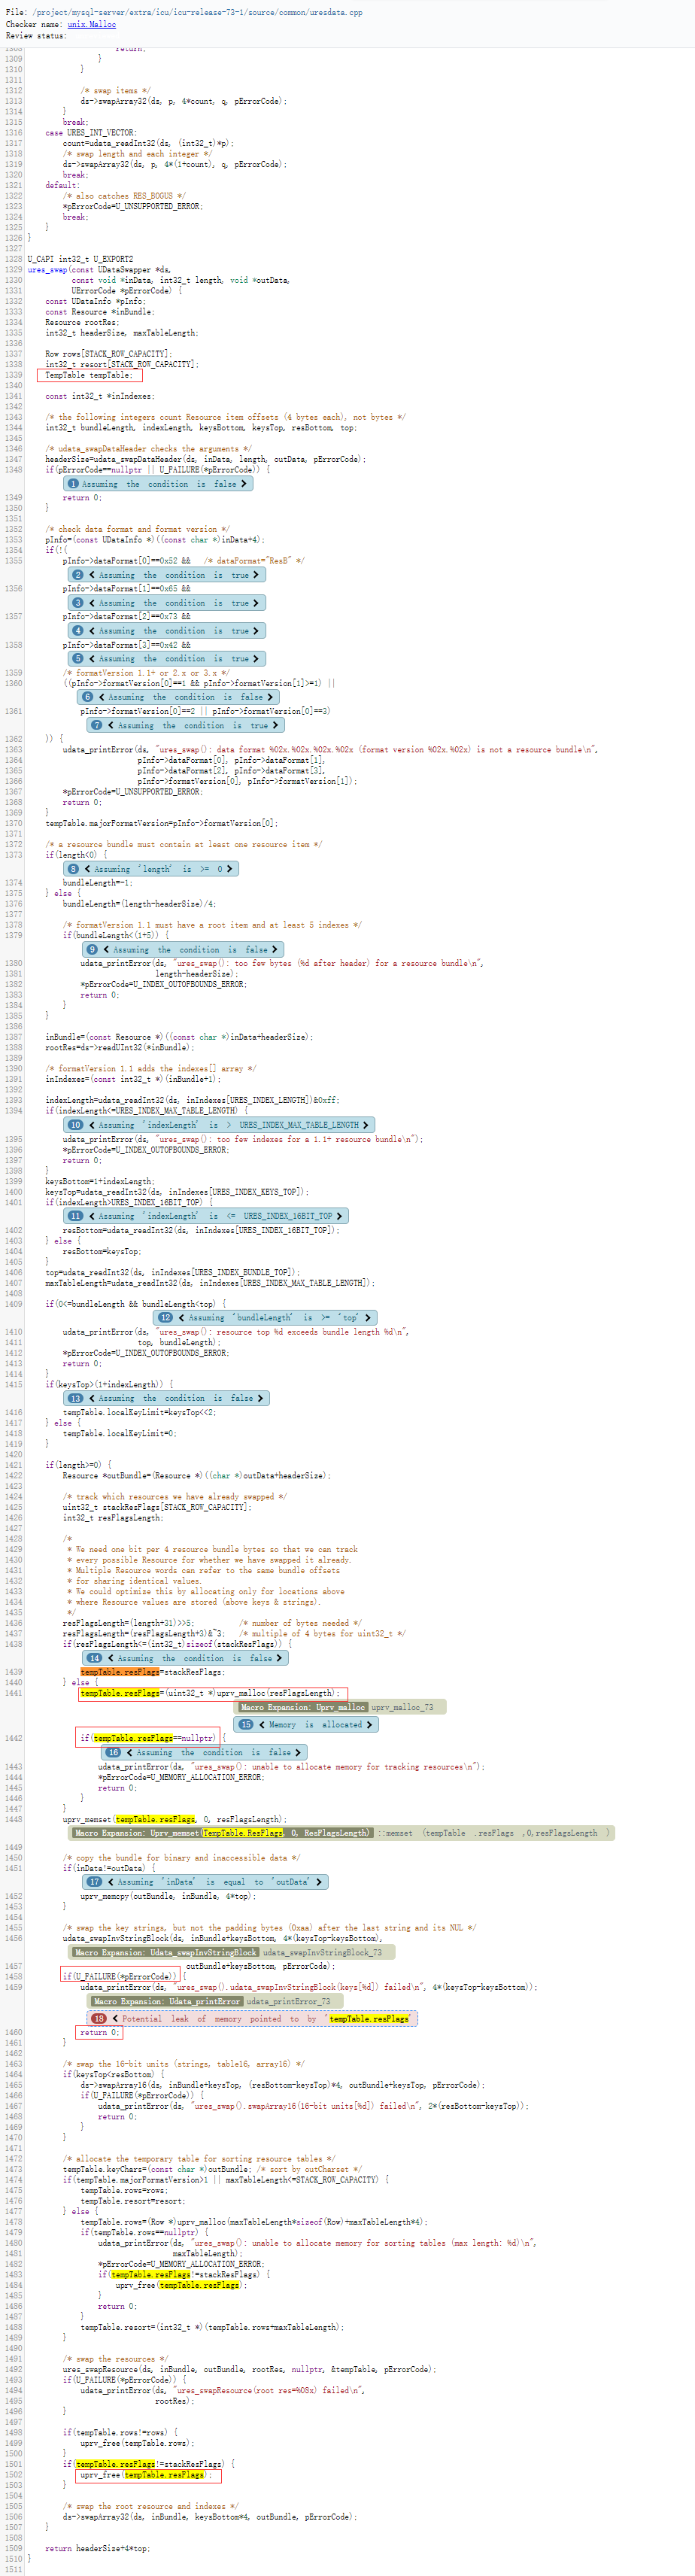 File: /project/mysql-server/extra/icu/icu-release-73-1/source/common/uresdata.cpp
Checker name: unix.Malloc
Review status:
1308 return;
1309 }
1310 }
1311
1312 /* swap items */
1313 ds->swapArray32(ds, p, 4*count, q, pErrorCode);
1314 }
1315 break;
1316 case URES_INT_VECTOR:
1317 count=udata_readInt32(ds, (int32_t)*p);
1318 /* swap length and each integer */
1319 ds->swapArray32(ds, p, 4*(1+count), q, pErrorCode);
1320 break;
1321 default:
1322 /* also catches RES_BOGUS */
1323 *pErrorCode=U_UNSUPPORTED_ERROR;
1324 break;
1325 }
1326 }
1327
1328 U_CAPI int32_t U_EXPORT2
1329 ures_swap(const UDataSwapper *ds,
1330 const void *inData, int32_t length, void *outData,
1331 UErrorCode *pErrorCode) {
1332 const UDataInfo *pInfo;
1333 const Resource *inBundle;
1334 Resource rootRes;
1335 int32_t headerSize, maxTableLength;
1336
1337 Row rows[STACK_ROW_CAPACITY];
1338 int32_t resort[STACK_ROW_CAPACITY];
1339 TempTable tempTable;
1340
1341 const int32_t *inIndexes;
1342
1343 /* the following integers count Resource item offsets (4 bytes each), not bytes */
1344 int32_t bundleLength, indexLength, keysBottom, keysTop, resBottom, top;
1345
1346 /* udata_swapDataHeader checks the arguments */
1347 headerSize=udata_swapDataHeader(ds, inData, length, outData, pErrorCode);
1348 if(pErrorCode==nullptr || U_FAILURE(*pErrorCode)) {
1 < Assuming the condition is false >
1349 return 0;
1350 }
1351
1352 /* check data format and format version */
1353 pInfo=(const UDataInfo *)((const char *)inData+4);
1354 if(!(
1355 pInfo->dataFormat[0]==0x52 && /* dataFormat="ResB" */
2 < Assuming the condition is true >
1356 pInfo->dataFormat[1]==0x65 &&
3 < Assuming the condition is true >
1357 pInfo->dataFormat[2]==0x73 &&
4 < Assuming the condition is true >
1358 pInfo->dataFormat[3]==0x42 &&
5 < Assuming the condition is true >
1359 /* formatVersion 1.1+ or 2.x or 3.x */
1360 ((pInfo->formatVersion[0]==1 && pInfo->formatVersion[1]>=1) ||
6 < Assuming the condition is false >
1361 pInfo->formatVersion[0]==2 || pInfo->formatVersion[0]==3)
7 < Assuming the condition is true >
1362 )) {
1363 udata_printError(ds, "ures_swap(): data format %02x.%02x.%02x.%02x (format version %02x.%02x) is not a resource bundle\n",
1364 pInfo->dataFormat[0], pInfo->dataFormat[1],
1365 pInfo->dataFormat[2], pInfo->dataFormat[3],
1366 pInfo->formatVersion[0], pInfo->formatVersion[1]);
1367 *pErrorCode=U_UNSUPPORTED_ERROR;
1368 return 0;
1369 }
1370 tempTable.majorFormatVersion=pInfo->formatVersion[0];
1371
1372 /* a resource bundle must contain at least one resource item */
1373 if(length<0) {
8 < Assuming 'length' is >= 0 >
1374 bundleLength=-1;
1375 } else {
1376 bundleLength=(length-headerSize)/4;
1377
1378 /* formatVersion 1.1 must have a root item and at least 5 indexes */
1379 if(bundleLength<(1+5)) {
9 < Assuming the condition is false >
1380 udata_printError(ds, "ures_swap(): too few bytes (%d after header) for a resource bundle\n",
1381 length-headerSize);
1382 *pErrorCode=U_INDEX_OUTOFBOUNDS_ERROR;
1383 return 0;
1384 }
1385 }
1386
1387 inBundle=(const Resource *)((const char *)inData+headerSize);
1388 rootRes=ds->readUInt32(*inBundle);
1389
1390 /* formatVersion 1.1 adds the indexes[] array */
1391 inIndexes=(const int32_t *)(inBundle+1);
1392
1393 indexLength=udata_readInt32(ds, inIndexes[URES_INDEX_LENGTH])&0xff;
1394 if(indexLength<=URES_INDEX_MAX_TABLE_LENGTH) {
10 < Assuming 'indexLength' is > URES_INDEX_MAX_TABLE_LENGTH >
1395 udata_printError(ds, "ures_swap(): too few indexes for a 1.1+ resource bundle\n");
1396 *pErrorCode=U_INDEX_OUTOFBOUNDS_ERROR;
1397 return 0;
1398 }
1399 keysBottom=1+indexLength;
1400 keysTop=udata_readInt32(ds, inIndexes[URES_INDEX_KEYS_TOP]);
1401 if(indexLength>URES_INDEX_16BIT_TOP) {
11 < Assuming 'indexLength' is <= URES_INDEX_16BIT_TOP >
1402 resBottom=udata_readInt32(ds, inIndexes[URES_INDEX_16BIT_TOP]);
1403 } else {
1404 resBottom=keysTop;
1405 }
1406 top=udata_readInt32(ds, inIndexes[URES_INDEX_BUNDLE_TOP]);
1407 maxTableLength=udata_readInt32(ds, inIndexes[URES_INDEX_MAX_TABLE_LENGTH]);
1408
1409 if(0<=bundleLength && bundleLength<top) {
12 < Assuming 'bundleLength' is >= 'top' >
1410 udata_printError(ds, "ures_swap(): resource top %d exceeds bundle length %d\n",
1411 top, bundleLength);
1412 *pErrorCode=U_INDEX_OUTOFBOUNDS_ERROR;
1413 return 0;
1414 }
1415 if(keysTop>(1+indexLength)) {
13 < Assuming the condition is false >
1416 tempTable.localKeyLimit=keysTop<<2;
1417 } else {
1418 tempTable.localKeyLimit=0;
1419 }
1420
1421 if(length>=0) {
1422 Resource *outBundle=(Resource *)((char *)outData+headerSize);
1423
1424 /* track which resources we have already swapped */
1425 uint32_t stackResFlags[STACK_ROW_CAPACITY];
1426 int32_t resFlagsLength;
1427
1428 /*
1429 * We need one bit per 4 resource bundle bytes so that we can track
1430 * every possible Resource for whether we have swapped it already.
1431 * Multiple Resource words can refer to the same bundle offsets
1432 * for sharing identical values.
1433 * We could optimize this by allocating only for locations above
1434 * where Resource values are stored (above keys & strings).
1435 */
1436 resFlagsLength=(length+31)>>5; /* number of bytes needed */
1437 resFlagsLength=(resFlagsLength+3)&~3; /* multiple of 4 bytes for uint32_t */
1438 if(resFlagsLength<=(int32_t)sizeof(stackResFlags)) {
14 < Assuming the condition is false >
1439 tempTable.resFlags=stackResFlags;
1440 } else {
1441 tempTable.resFlags=(uint32_t *)uprv_malloc(resFlagsLength);
Macro Expansion: Uprv_malloc uprv_malloc_73
15 < Memory is allocated >
1442 if(tempTable.resFlags==nullptr) {
16 < Assuming the condition is false >
1443 udata_printError(ds, "ures_swap(): unable to allocate memory for tracking resources\n");
1444 *pErrorCode=U_MEMORY_ALLOCATION_ERROR;
1445 return 0;
1446 }
1447 }
1448 uprv_memset(tempTable.resFlags, 0, resFlagsLength);
Macro Expansion: Uprv_memset(TempTable.ResFlags, 0, ResFlagsLength) ::memset (tempTable .resFlags ,0,resFlagsLength )
1449
1450 /* copy the bundle for binary and inaccessible data */
1451 if(inData!=outData) {
17 < Assuming 'inData' is equal to 'outData' >
1452 uprv_memcpy(outBundle, inBundle, 4*top);
1453 }
1454
1455 /* swap the key strings, but not the padding bytes (0xaa) after the last string and its NUL */
1456 udata_swapInvStringBlock(ds, inBundle+keysBottom, 4*(keysTop-keysBottom),
Macro Expansion: Udata_swapInvStringBlock udata_swapInvStringBlock_73
1457 outBundle+keysBottom, pErrorCode);
1458 if(U_FAILURE(*pErrorCode)) {
1459 udata_printError(ds, "ures_swap().udata_swapInvStringBlock(keys[%d]) failed\n", 4*(keysTop-keysBottom));
Macro Expansion: Udata_printError udata_printError_73
18 < Potential leak of memory pointed to by 'tempTable.resFlags'
1460 return 0;
1461 }
1462
1463 /* swap the 16-bit units (strings, table16, array16) */
1464 if(keysTop<resBottom) {
1465 ds->swapArray16(ds, inBundle+keysTop, (resBottom-keysTop)*4, outBundle+keysTop, pErrorCode);
1466 if(U_FAILURE(*pErrorCode)) {
1467 udata_printError(ds, "ures_swap().swapArray16(16-bit units[%d]) failed\n", 2*(resBottom-keysTop));
1468 return 0;
1469 }
1470 }
1471
1472 /* allocate the temporary table for sorting resource tables */
1473 tempTable.keyChars=(const char *)outBundle; /* sort by outCharset */
1474 if(tempTable.majorFormatVersion>1 || maxTableLength<=STACK_ROW_CAPACITY) {
1475 tempTable.rows=rows;
1476 tempTable.resort=resort;
1477 } else {
1478 tempTable.rows=(Row *)uprv_malloc(maxTableLength*sizeof(Row)+maxTableLength*4);
1479 if(tempTable.rows==nullptr) {
1480 udata_printError(ds, "ures_swap(): unable to allocate memory for sorting tables (max length: %d)\n",
1481 maxTableLength);
1482 *pErrorCode=U_MEMORY_ALLOCATION_ERROR;
1483 if(tempTable.resFlags!=stackResFlags) {
1484 uprv_free(tempTable.resFlags);
1485 }
1486 return 0;
1487 }
1488 tempTable.resort=(int32_t *)(tempTable.rows+maxTableLength);
1489 }
1490
1491 /* swap the resources */
1492 ures_swapResource(ds, inBundle, outBundle, rootRes, nullptr, &tempTable, pErrorCode);
1493 if(U_FAILURE(*pErrorCode)) {
1494 udata_printError(ds, "ures_swapResource(root res=%08x) failed\n",
1495 rootRes);
1496 }
1497
1498 if(tempTable.rows!=rows) {
1499 uprv_free(tempTable.rows);
1500 }
1501 if(tempTable.resFlags!=stackResFlags) {
1502 uprv_free(tempTable.resFlags);
1503 }
1504
1505 /* swap the root resource and indexes */
1506 ds->swapArray32(ds, inBundle, keysBottom*4, outBundle, pErrorCode);
1507 }
1508
1509 return headerSize+4*top;
1510 }
1511